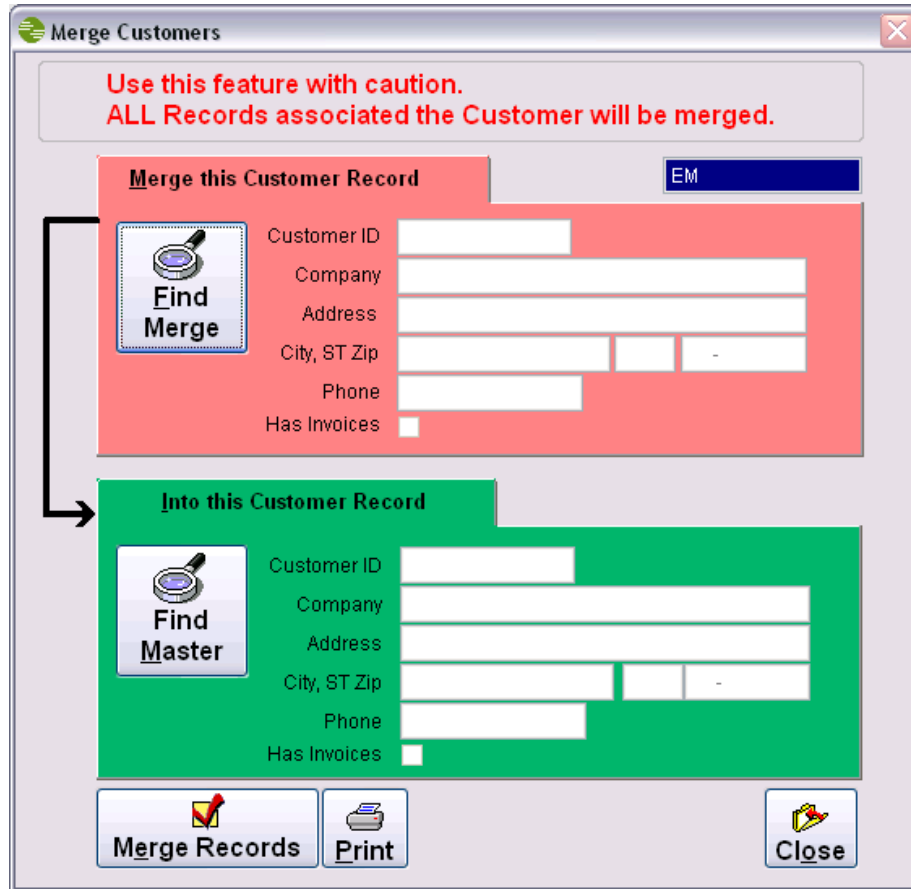 Merge Customers
Use this feature with caution.
ALL Records associated the Customer will be merged.
Merge this Customer Record
EM
Find
Merge
Customer ID
Company
Address
City, ST Zip
-
Phone
Has Invoices
Into this Customer Record
Find
Master
Customer ID
Company
Address
City, ST Zip
-
Phone
Has Invoices
Merge Records
Print
Close